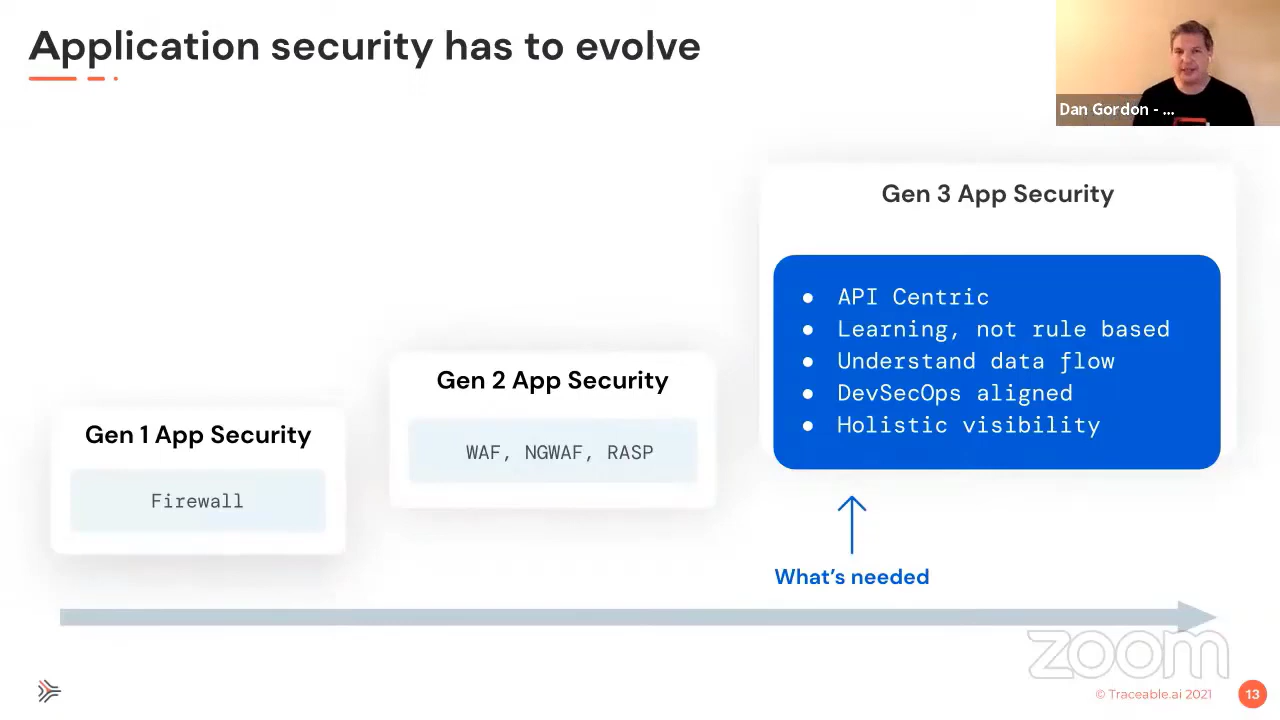 Application security has to evolve
Dan Gordon - ...
Gen 3 App Security
● API Centric
● Learning, not rule based
● Understand data flow
● DevSecOps aligned
● Holistic visibility
Gen 2 App Security
WAF, NGWAF, RASP
Gen 1 App Security
Firewall
What's needed
zoom
© Traceable.ai 2021
13